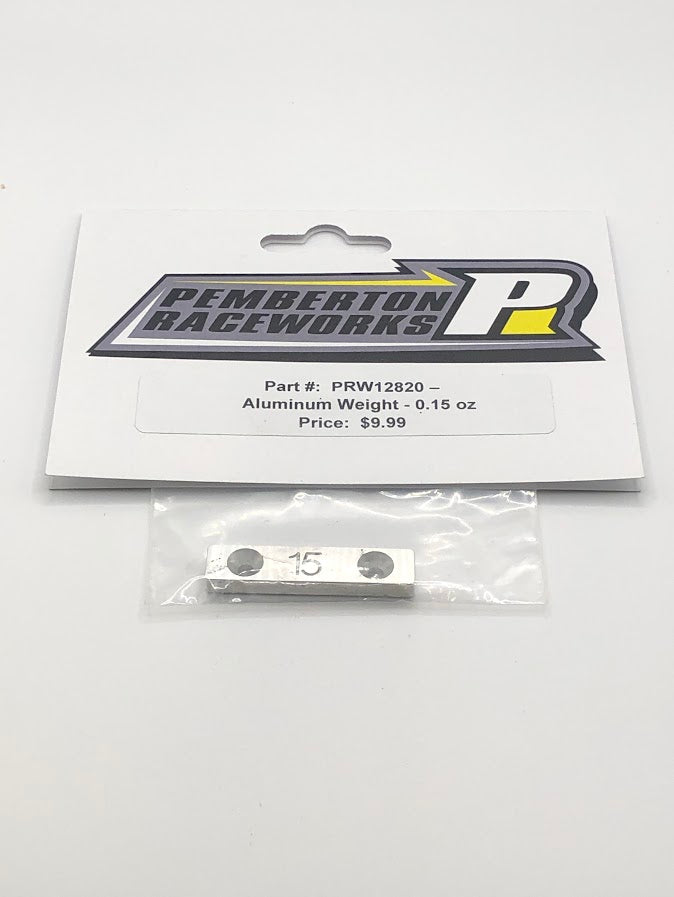 PEMBERTON
RACEWORKS
P
Part #: PRW12820 –
Aluminum Weight - 0.15 oz
Price: $9.99
15